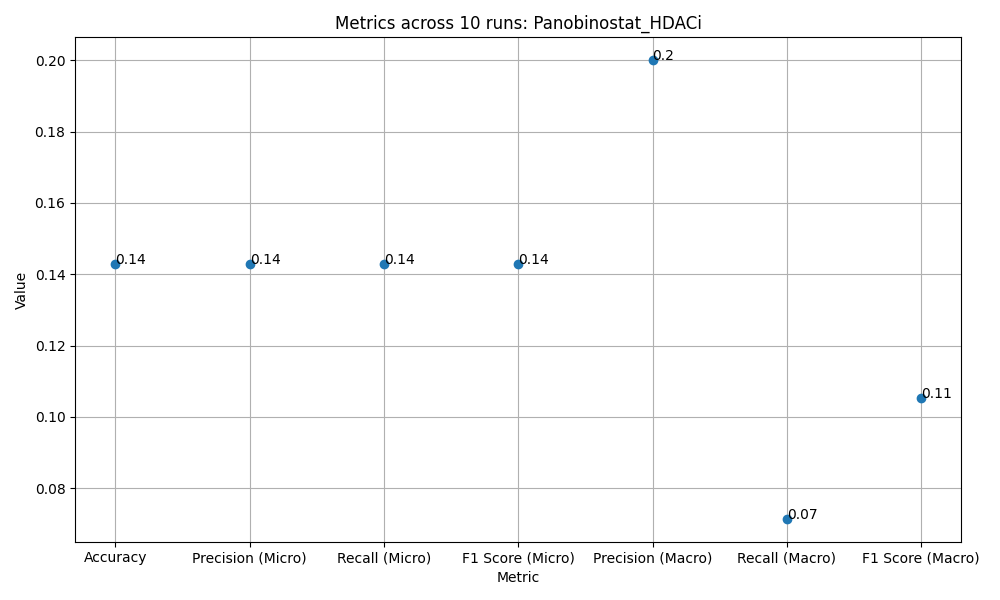 Metrics across 10 runs: Panobinostat_HDACi
0.20
0.18
0.16
0.14
0.12
0.10
0.08
Value
0.14
0.14
0.14
0.14
0.2
0.07
0.11
Accuracy
Precision (Micro)
Recall (Micro)
F1 Score (Micro)
Precision (Macro)
Recall (Macro)
F1 Score (Macro)
Metric